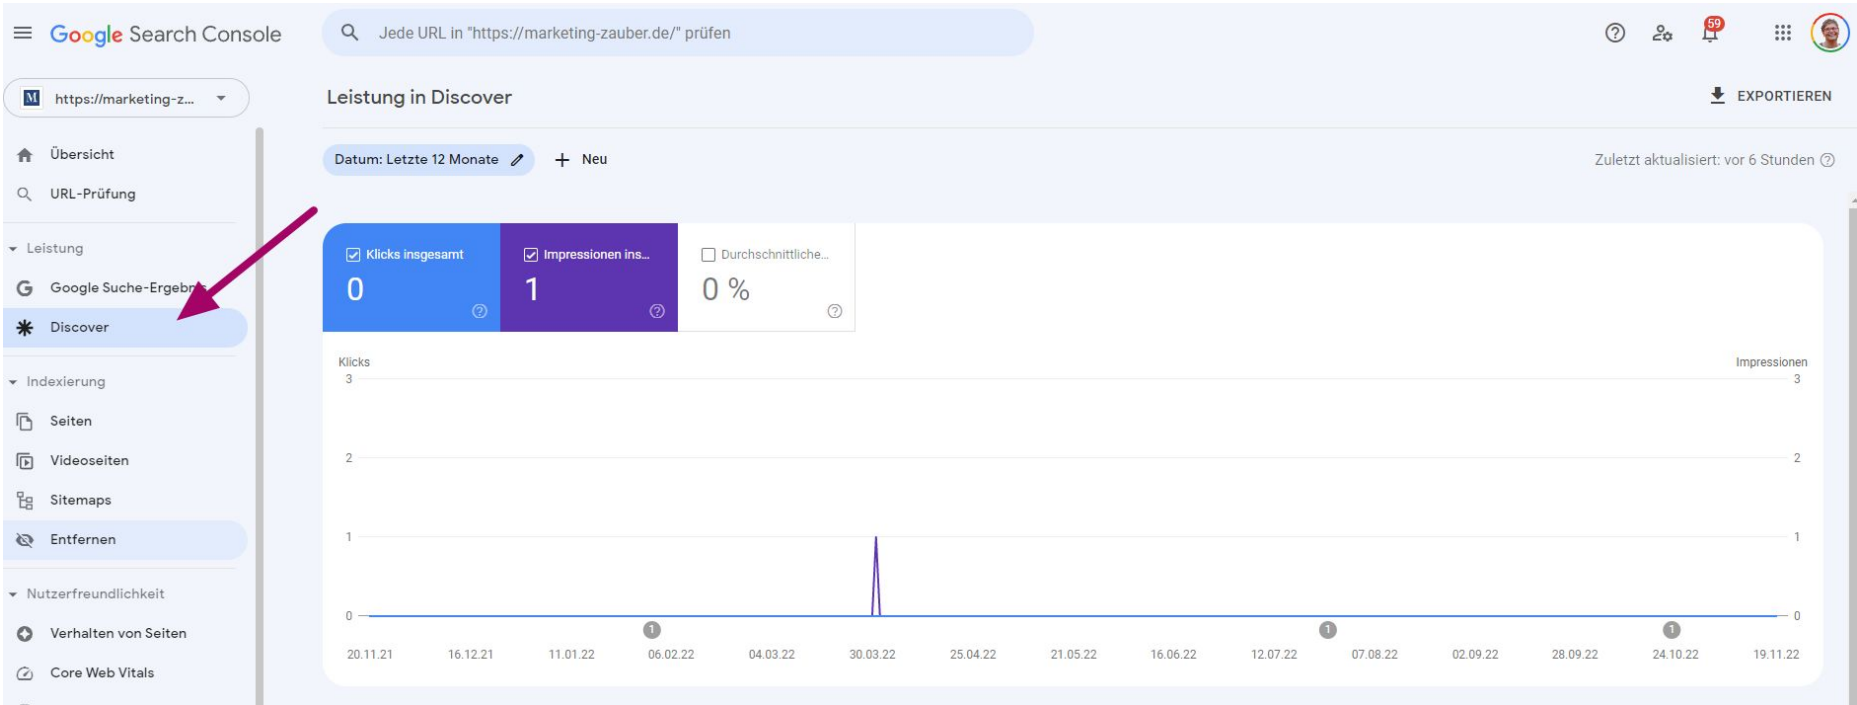 Google Search Console
Jede URL in "https://marketing-zauber.de/" prüfen
59
M https://marketing-z...
Leistung in Discover
EXPORTIEREN
Datum: Letzte 12 Monate
Neu
Zuletzt aktualisiert: vor 6 Stunden
Übersicht
URL-Prüfung
Leistung
Google Suche-Ergebnis
Discover
Indexierung
Seiten
Videoseiten
Sitemaps
Entfernen
Nutzerfreundlichkeit
Verhalten von Seiten
Core Web Vitals
Klicks insgesamt
0
Impressionen ins...
1
Durchschnittliche...
0 %
Klicks
Impressionen
3 3
2 2
1 1
0 0
1 1 1
20.11.21 16.12.21 11.01.22 06.02.22 04.03.22 30.03.22 25.04.22 21.05.22 16.06.22 12.07.22 07.08.22 02.09.22 28.09.22 24.10.22 19.11.22